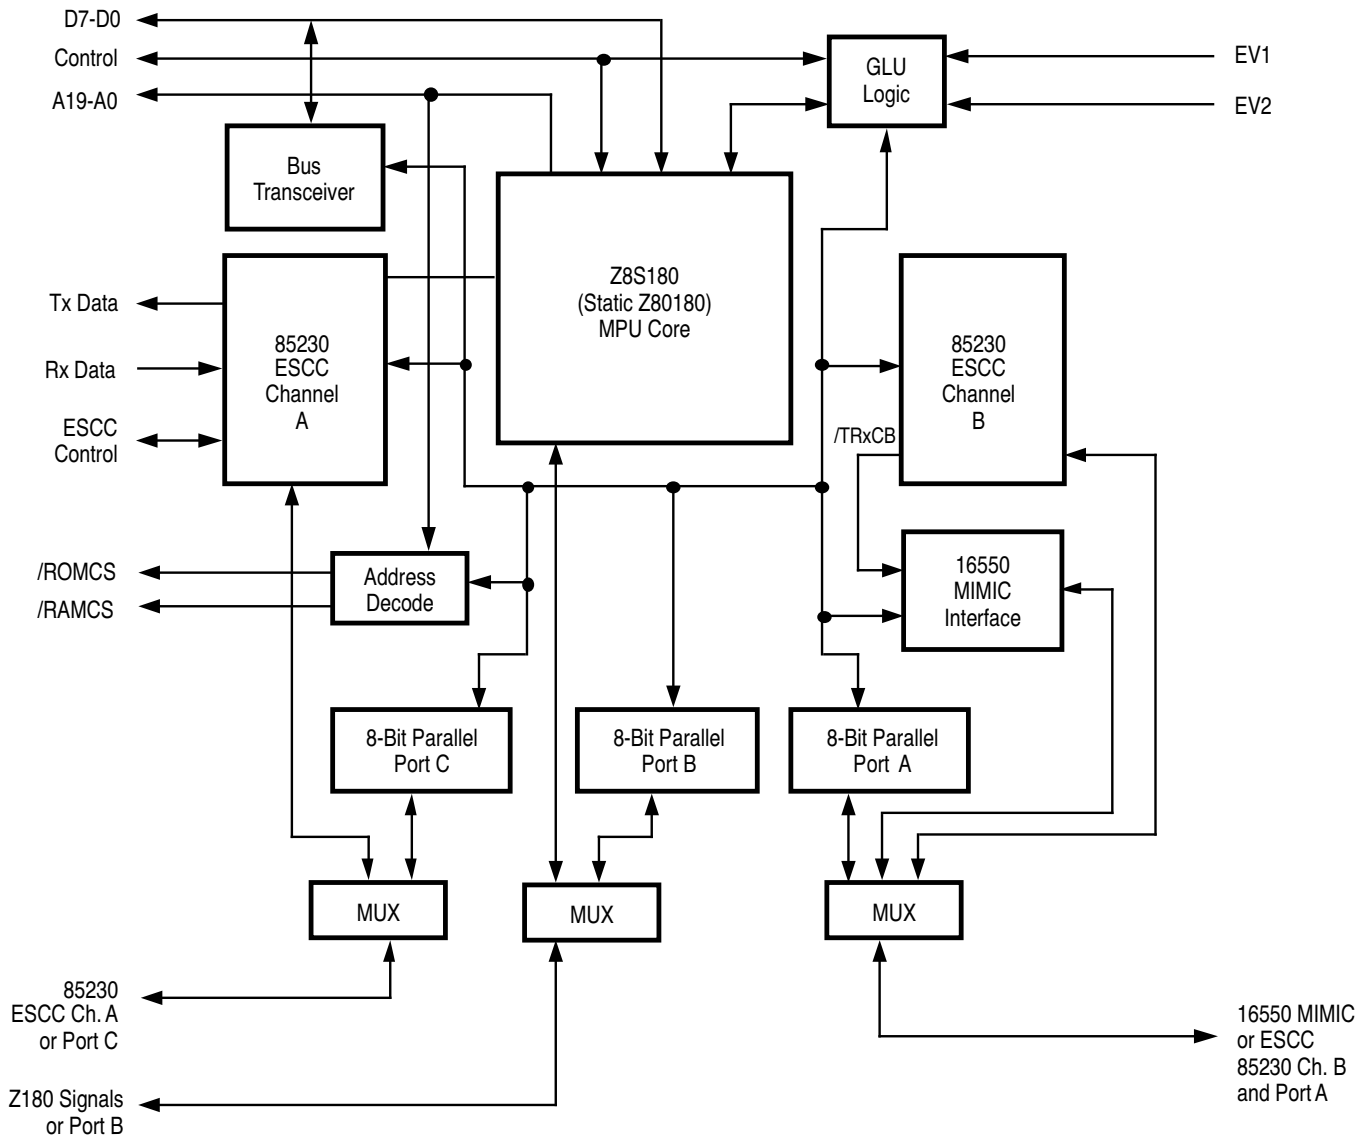 D7-D0
Control
A19-A0
GLU
Logic
EV1
EV2
Bus
Transceiver
Z8S180
(Static Z80180)
MPU Core
Tx Data
Rx Data
ESCC
Control
85230
ESCC
Channel
A
85230
ESCC
Channel
B
/TRxCB
/ROMCS
/RAMCS
Address
Decode
16550
MIMIC
Interface
8-Bit Parallel
Port C
8-Bit Parallel
Port B
8-Bit Parallel
Port A
MUX
MUX
MUX
85230
ESCC Ch. A
or Port C
16550 MIMIC
or ESCC
85230 Ch. B
and Port A
Z180 Signals
or Port B